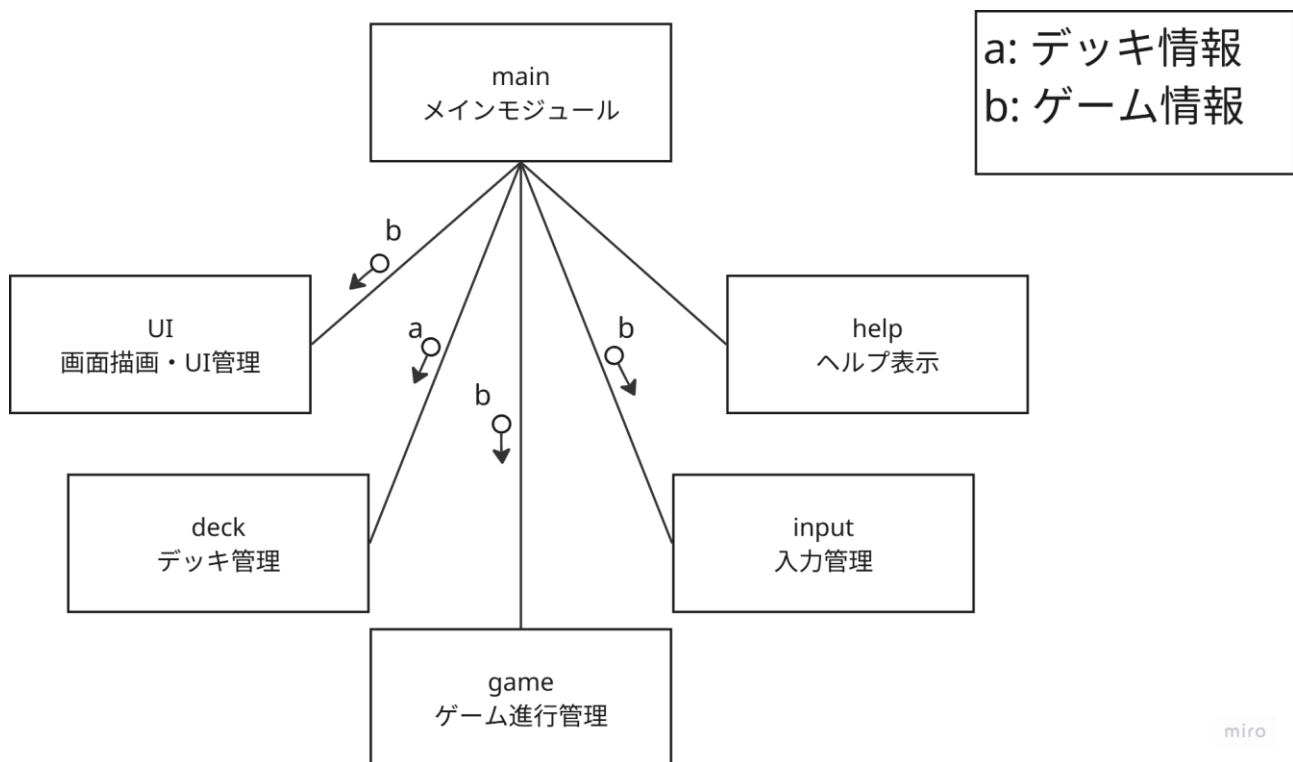 main
メインモジュール
a: デッキ情報
b: ゲーム情報
b
UI
画面描画・UI管理
a
b
b
help
ヘルプ表示
deck
デッキ管理
input
入力管理
game
ゲーム進行管理
miro